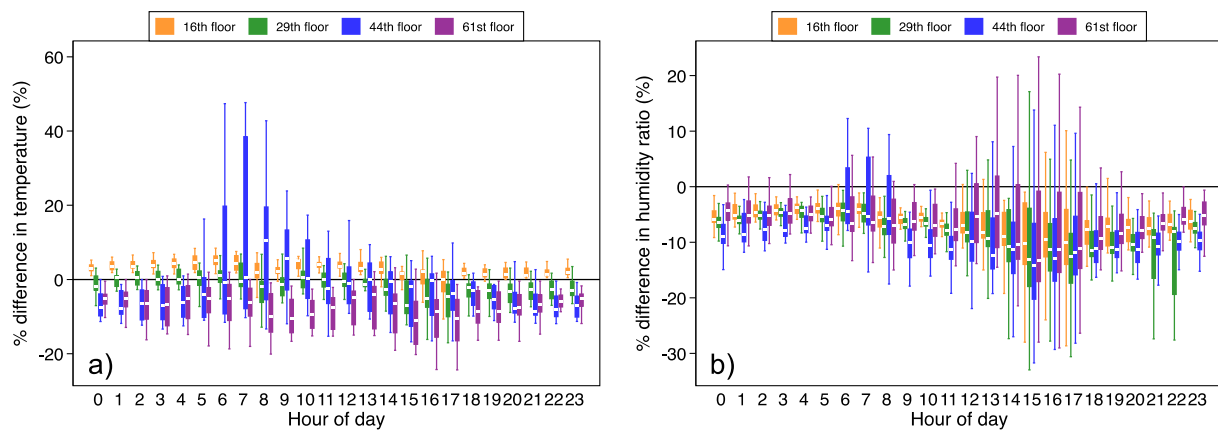 16th floor 29th floor 44th floor 61st floor
% difference in temperature (%)
60
40
20
0
-20
a)
0 1 2 3 4 5 6 7 8 9 10 11 12 13 14 15 16 17 18 19 20 21 22 23
Hour of day
16th floor 29th floor 44th floor 61st floor
% difference in humidity ratio (%)
20
10
0
-10
-20
-30
b)
0 1 2 3 4 5 6 7 8 9 10 11 12 13 14 15 16 17 18 19 20 21 22 23
Hour of day